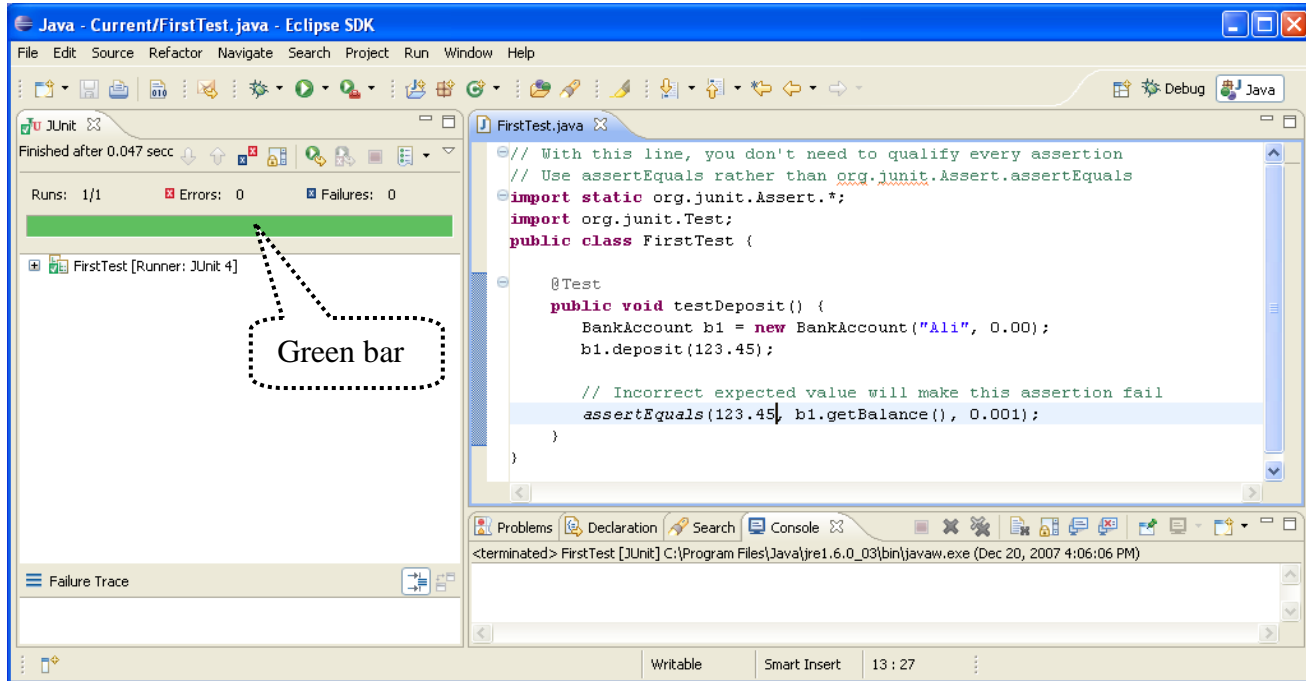 Java - Current/FirstTest.java - Eclipse SDK
File Edit Source Refactor Navigate Search Project Run Window Help
Debug Java
JUnit
Finished after 0.047 secc
Runs: 1/1 Errors: 0 Failures: 0
FirstTest [Runner: JUnit 4]
Green bar
Failure Trace
FirstTest.java
// With this line, you don't need to qualify every assertion
// Use assertEquals rather than org.junit.Assert.assertEquals
import static org.junit.Assert.*;
import org.junit.Test;
public class FirstTest {
@Test
public void testDeposit() {
BankAccount b1 = new BankAccount("Ali", 0.00);
b1.deposit(123.45);
// Incorrect expected value will make this assertion fail
assertEquals(123.45, b1.getBalance(), 0.001);
}
}
Problems Declaration Search Console
<terminated> FirstTest [JUnit] C:\Program Files\Java\jre1.6.0_03\bin\javaw.exe (Dec 20, 2007 4:06:06 PM)
Writable Smart Insert 13 : 27